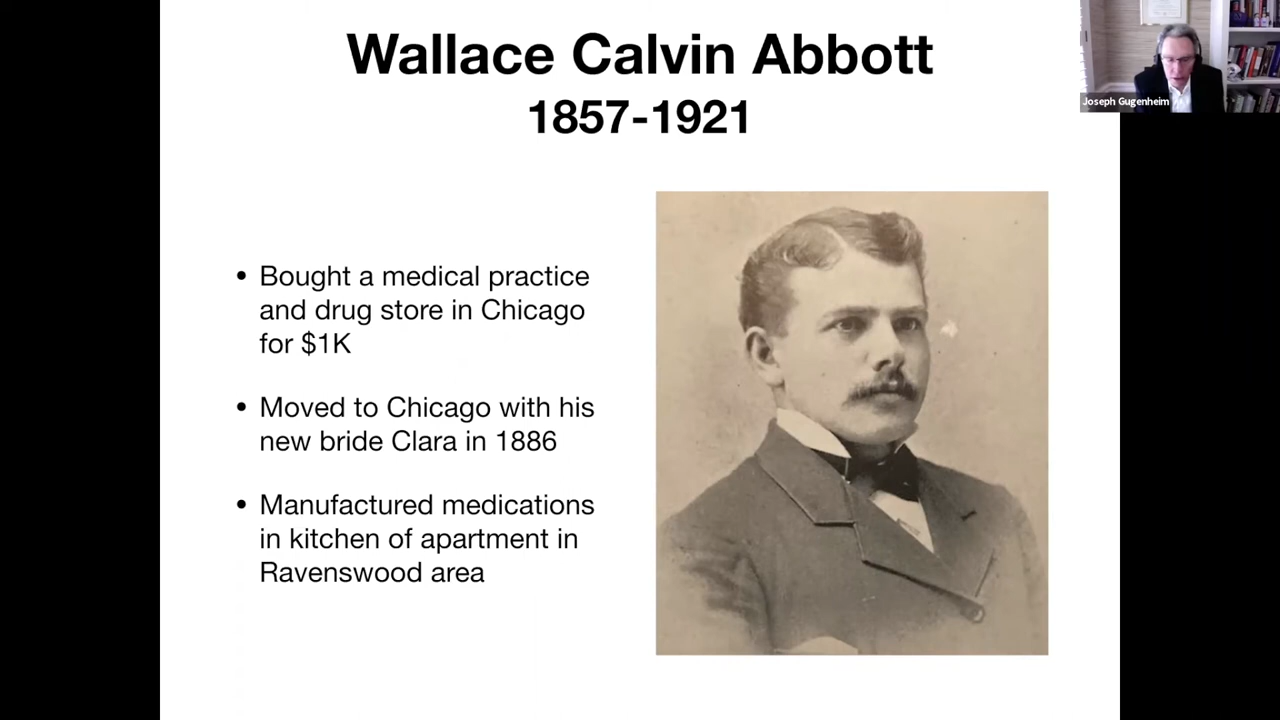 Wallace Calvin Abbott
1857-1921
Joseph Gugenheim
• Bought a medical practice
and drug store in Chicago
for $1K
• Moved to Chicago with his
new bride Clara in 1886
• Manufactured medications
in kitchen of apartment in
Ravenswood area